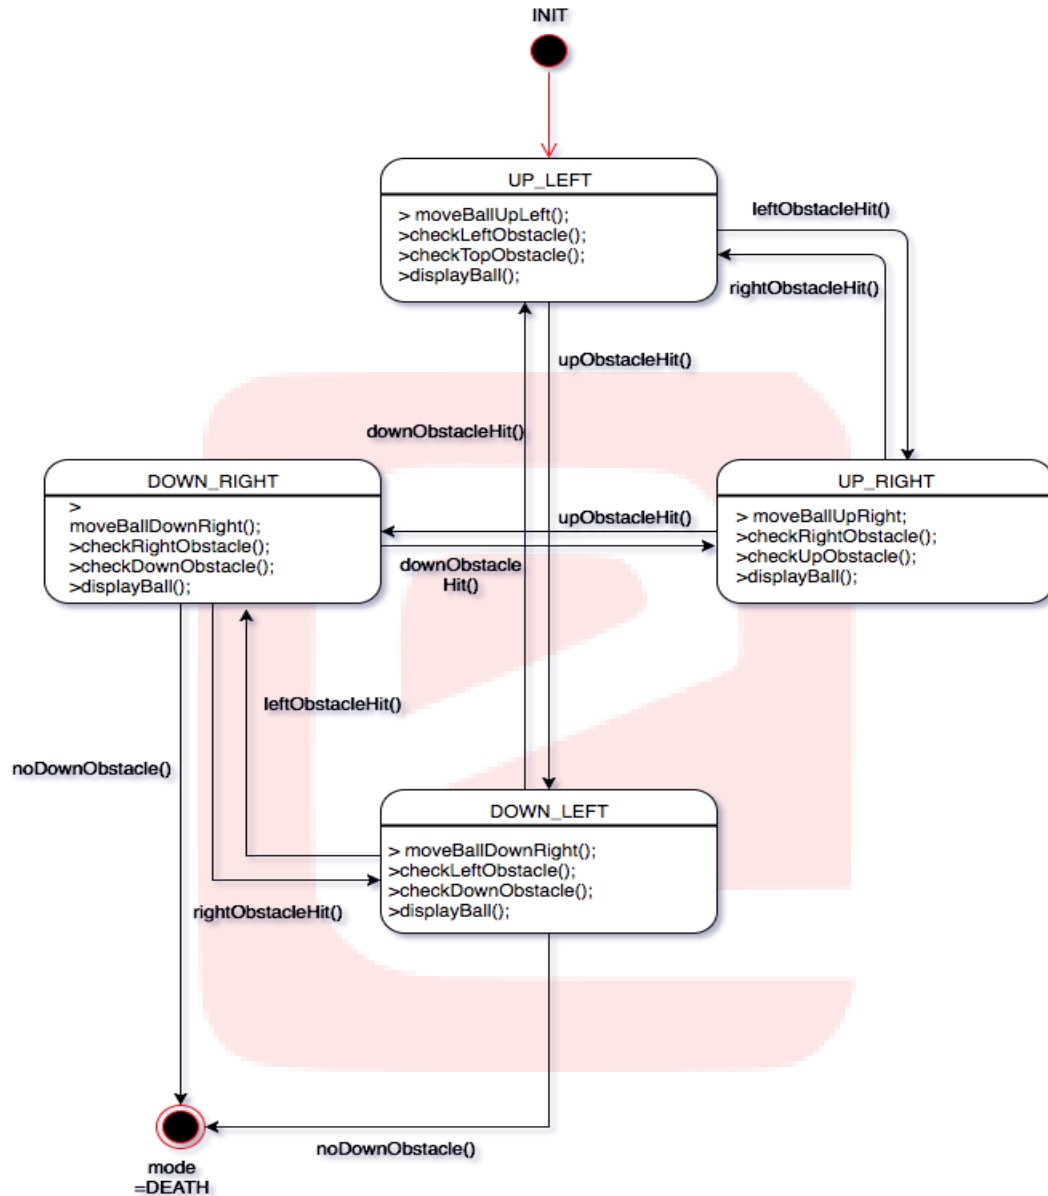 INIT
UP_LEFT
> moveBallUpLeft();
>checkLeftObstacle();
>checkTopObstacle();
>displayBall();
leftObstacleHit()
rightObstacleHit()
upObstacleHit()
downObstacleHit()
DOWN_RIGHT
>
moveBallDownRight();
>checkRightObstacle();
>checkDownObstacle();
>displayBall();
UP_RIGHT
> moveBallUpRight;
>checkRightObstacle();
>checkUpObstacle();
>displayBall();
upObstacleHit()
downObstacle
Hit()
leftObstacleHit()
noDownObstacle()
DOWN_LEFT
> moveBallDownRight();
>checkLeftObstacle();
>checkDownObstacle();
>displayBall();
rightObstacleHit()
noDownObstacle()
mode
=DEATH